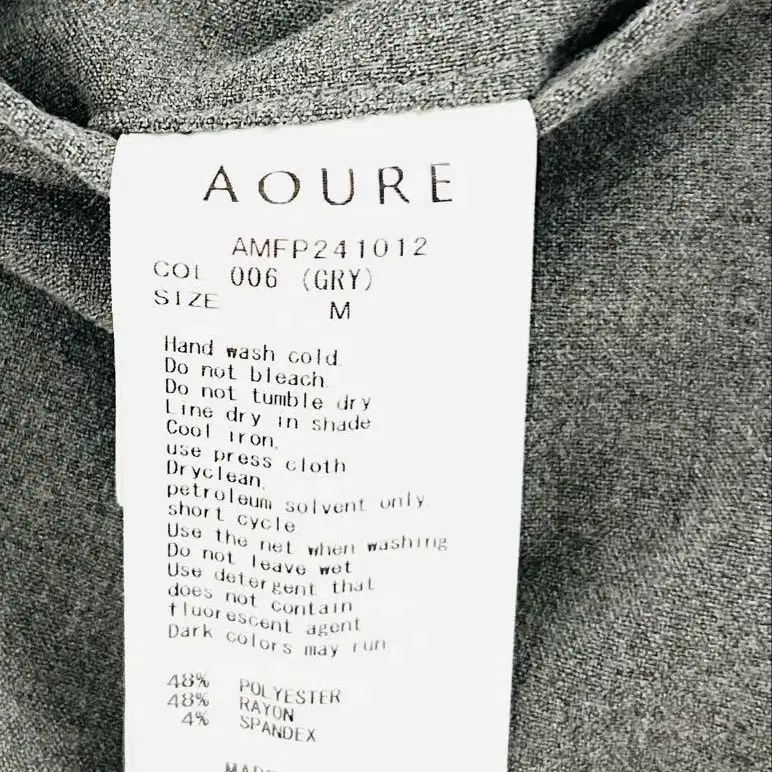 AOURE
AMFP241012
COL 006 (GRY)
SIZE M
Hand wash cold.
Do not bleach.
Do not tumble dry
Line dry in shade
Cool iron,
use press cloth
Dryclean,
petroleum solvent only.
short cycle
Use the net when washing
Do not leave wet
Use detergent that
does not contain
fluorescent agent
Dark colors may run
48% POLYESTER
48% RAYON
4% SPANDEX